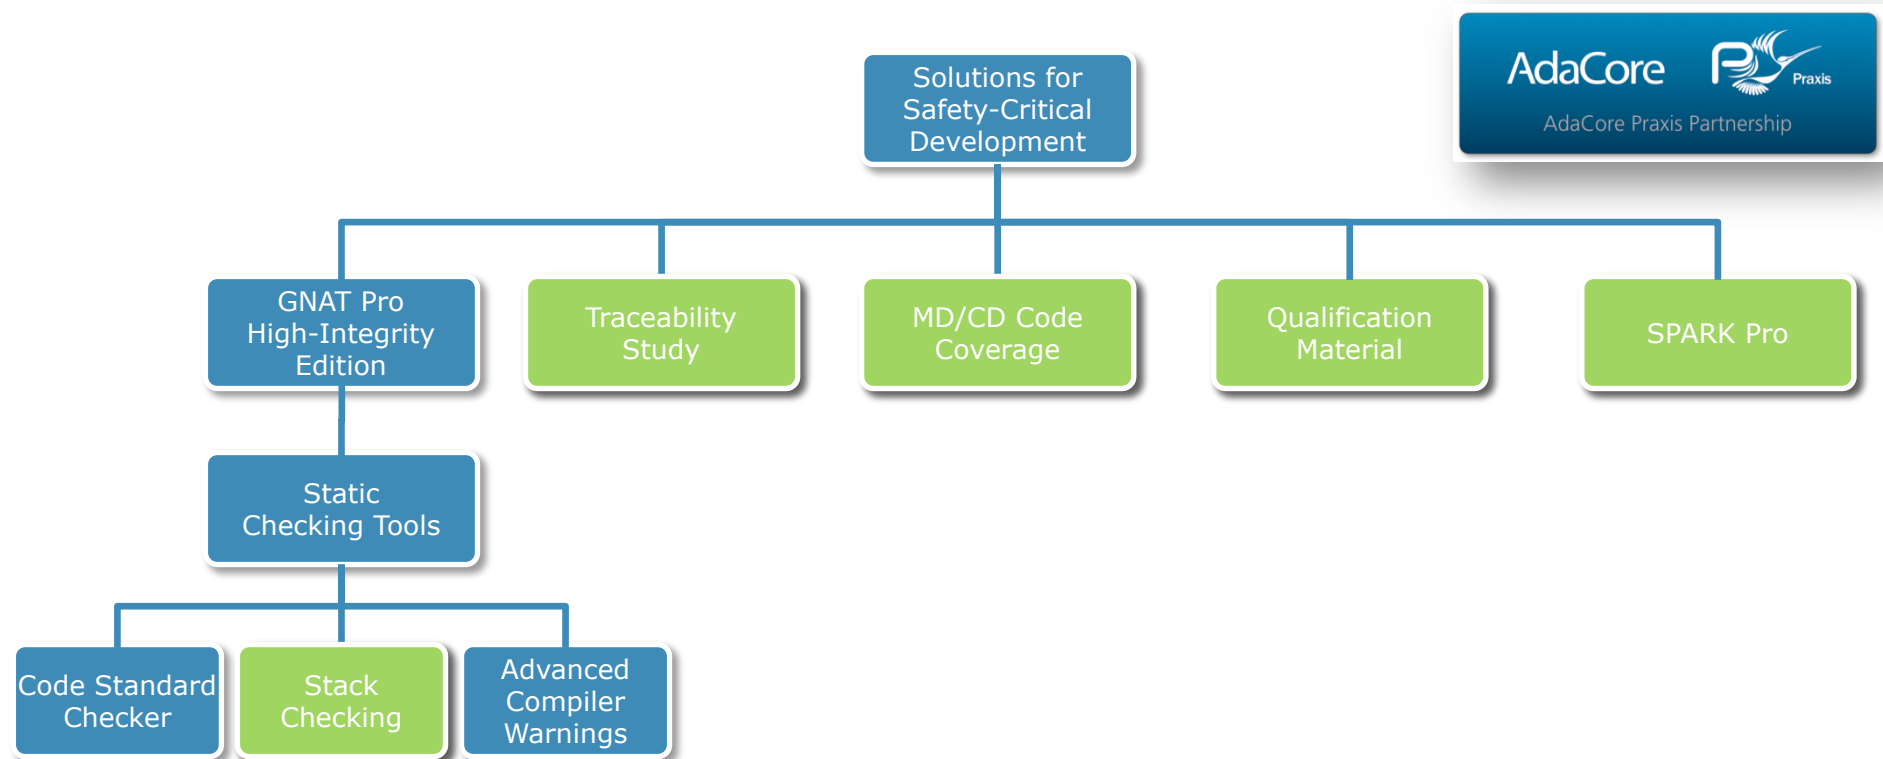 AdaCore
Praxis
AdaCore Praxis Partnership
Solutions for
Safety-Critical
Development
GNAT Pro
High-Integrity
Edition
Traceability
Study
MD/CD Code
Coverage
Qualification
Material
SPARK Pro
Static
Checking Tools
Code Standard
Checker
Stack
Checking
Advanced
Compiler
Warnings